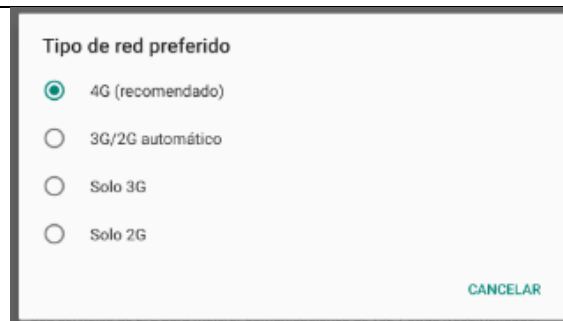 Tipo de red preferido
4G (recomendado)
3G/2G automático
Solo 3G
Solo 2G
CANCELAR